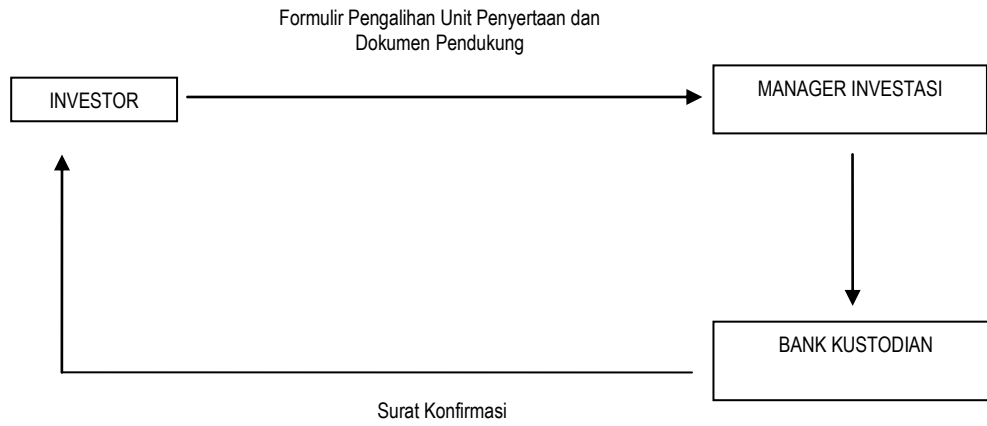 Formulir Pengalihan Unit Penyertaan dan
Dokumen Pendukung
INVESTOR
MANAGER INVESTASI
BANK KUSTODIAN
Surat Konfirmasi